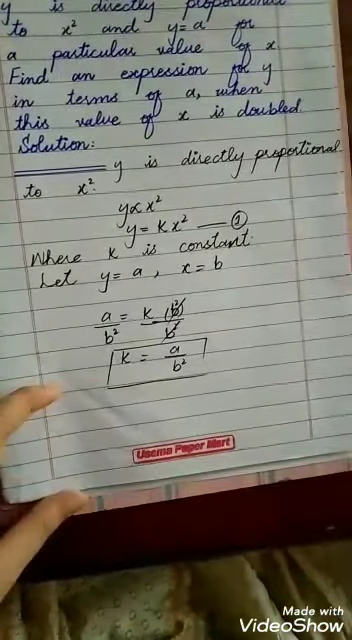 y is directly proportional
to x² and y=a for
a particular value of x.
Find an expression for y
in terms of a, when
this value of x is doubled
Solution:
y is directly proportional
to x².
y∝x²
y = Kx² — ①
Where K is constant.
Let y = a , x = b
a/b² = K (b²)/b²
K = a/b²
Usema Paper Mart
Made with
VideoShow